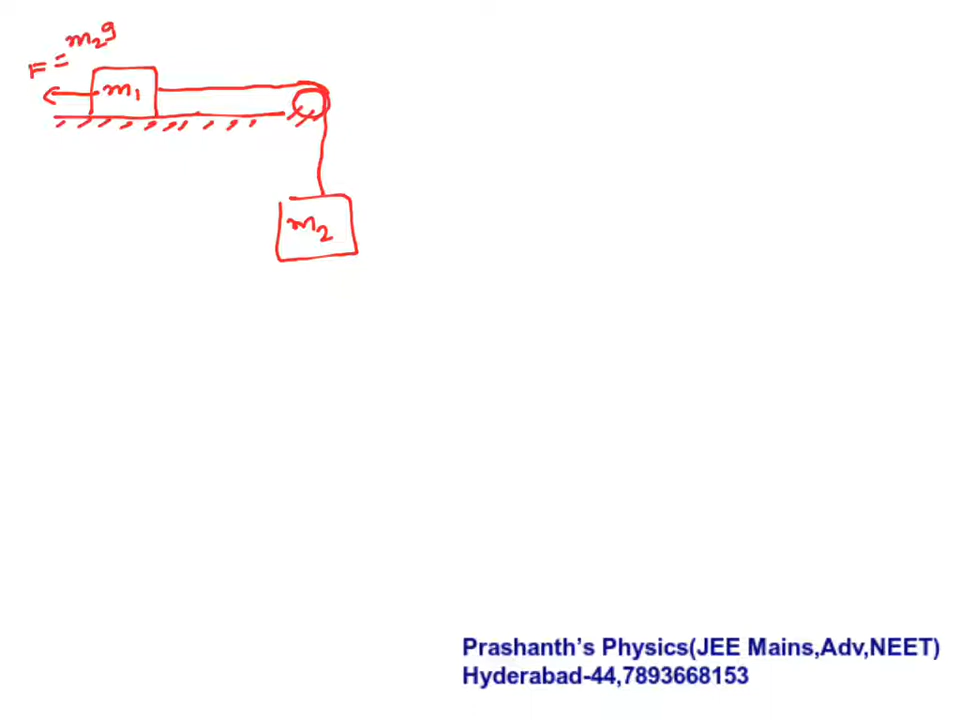 F = m₂g
m₁
m₂
Prashanth's Physics(JEE Mains,Adv,NEET)
Hyderabad-44,7893668153